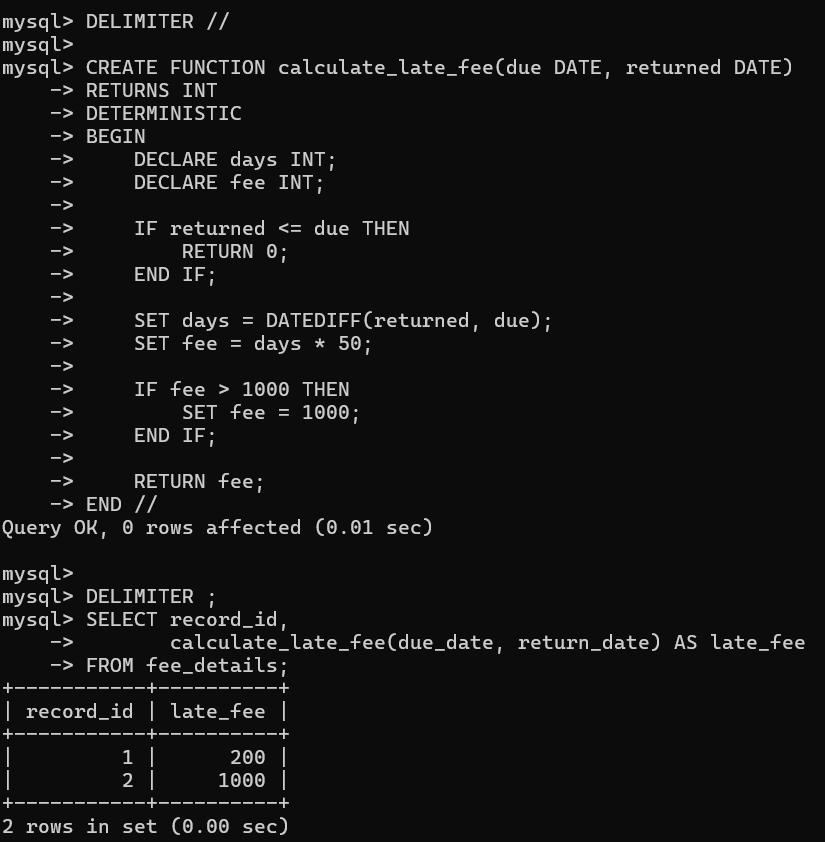 mysql> DELIMITER //
mysql>
mysql> CREATE FUNCTION calculate_late_fee(due DATE, returned DATE)
    -> RETURNS INT
    -> DETERMINISTIC
    -> BEGIN
    ->     DECLARE days INT;
    ->     DECLARE fee INT;
    ->
    ->     IF returned <= due THEN
    ->         RETURN 0;
    ->     END IF;
    ->
    ->     SET days = DATEDIFF(returned, due);
    ->     SET fee = days * 50;
    ->
    ->     IF fee > 1000 THEN
    ->         SET fee = 1000;
    ->     END IF;
    ->
    ->     RETURN fee;
    -> END //
Query OK, 0 rows affected (0.01 sec)

mysql>
mysql> DELIMITER ;
mysql> SELECT record_id,
    ->        calculate_late_fee(due_date, return_date) AS late_fee
    -> FROM fee_details;
+-----------+----------+
| record_id | late_fee |
+-----------+----------+
|         1 |      200 |
|         2 |     1000 |
+-----------+----------+
2 rows in set (0.00 sec)